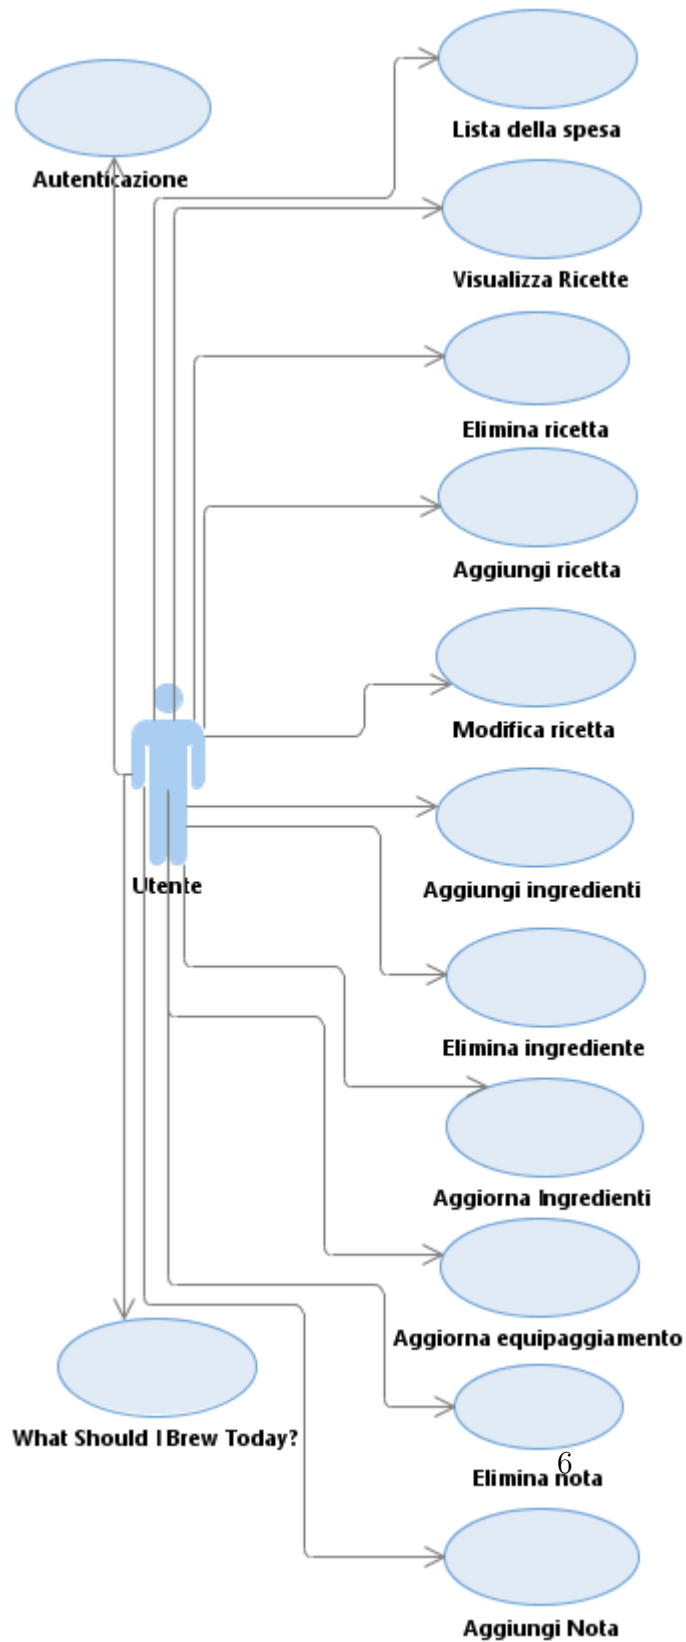 Lista della spesa
Autenticazione
Visualizza Ricette
Elimina ricetta
Aggiungi ricetta
Modifica ricetta
Aggiungi ingredienti
Utente
Elimina ingrediente
Aggiorna Ingredienti
Aggiorna equipaggiamento
What Should I Brew Today?
6
Elimina nota
Aggiungi Nota